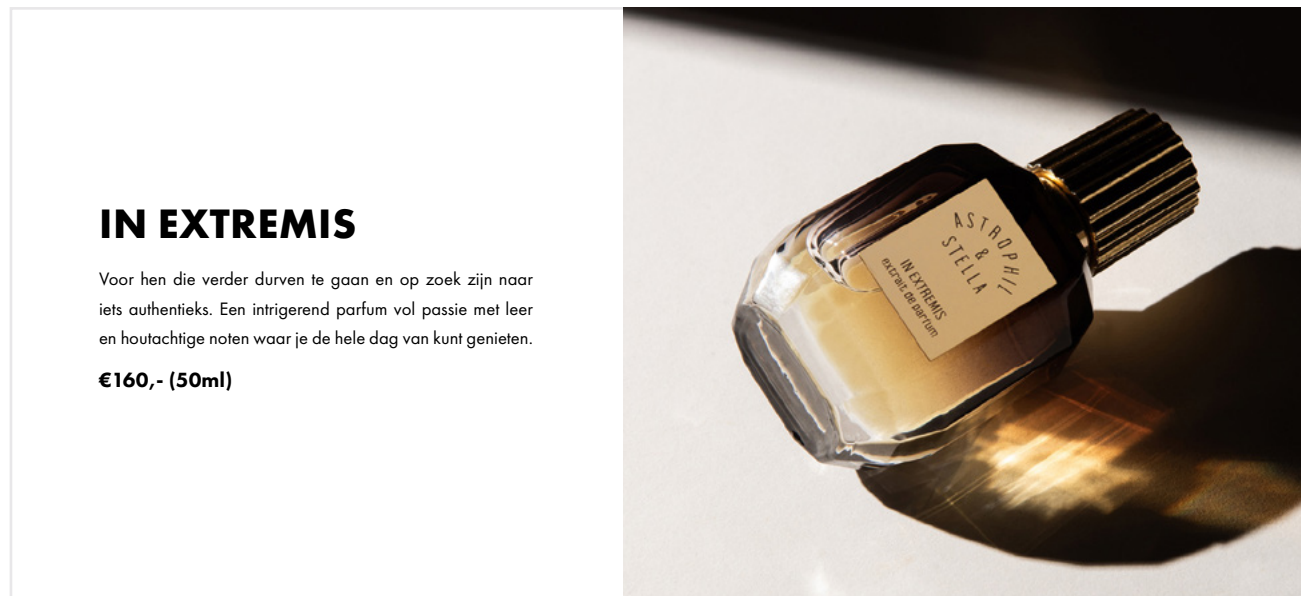 IN EXTREMIS
Voor hen die verder durven te gaan en op zoek zijn naar
iets authentieks. Een intrigerend parfum vol passie met leer
en houtachtige noten waar je de hele dag van kunt genieten.
€160,- (50ml)
ASTROPHIL
&
STELLA
IN EXTREMIS
extrait de parfum